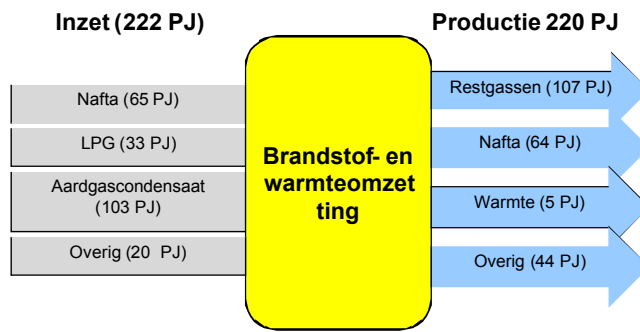 Inzet (222 PJ)
Nafta (65 PJ)
LPG (33 PJ)
Aardgascondensaat
(103 PJ)
Overig (20 PJ)
Brandstof- en
warmteomzet
ting
Productie 220 PJ
Restgassen (107 PJ)
Nafta (64 PJ)
Warmte (5 PJ)
Overig (44 PJ)